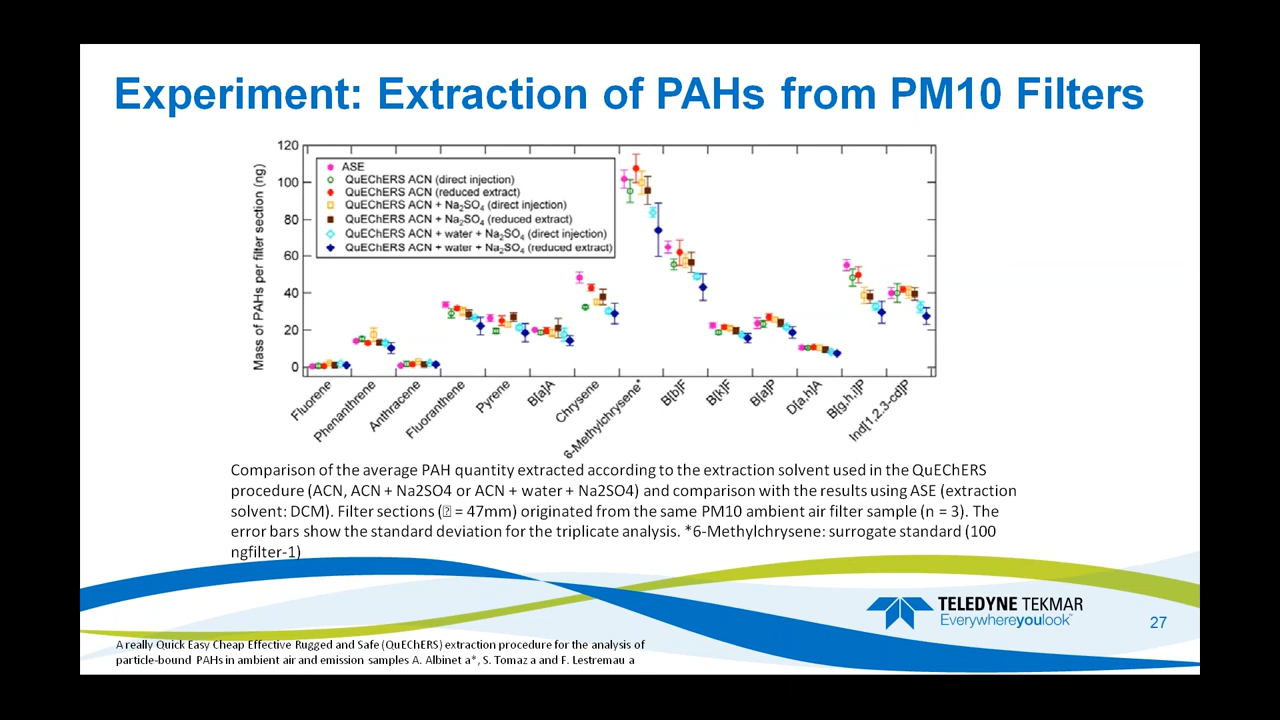 Experiment: Extraction of PAHs from PM10 Filters
Mass of PAHs per filter section (ng)
120
100
80
60
40
20
0
ASE
QuEChERS ACN (direct injection)
QuEChERS ACN (reduced extract)
QuEChERS ACN + Na₂SO₄ (direct injection)
QuEChERS ACN + Na₂SO₄ (reduced extract)
QuEChERS ACN + water + Na₂SO₄ (direct injection)
QuEChERS ACN + water + Na₂SO₄ (reduced extract)
Fluorene
Phenanthrene
Anthracene
Fluoranthene
Pyrene
B[a]A
Chrysene
6-Methylchrysene*
B[b]F
B[k]F
B[a]P
D[a,h]A
B[g,h,i]P
Ind[1,2,3-cd]P
Comparison of the average PAH quantity extracted according to the extraction solvent used in the QuEChERS
procedure (ACN, ACN + Na2SO4 or ACN + water + Na2SO4) and comparison with the results using ASE (extraction
solvent: DCM). Filter sections (⍰ = 47mm) originated from the same PM10 ambient air filter sample (n = 3). The
error bars show the standard deviation for the triplicate analysis. *6-Methylchrysene: surrogate standard (100
ngfilter-1)
TELEDYNE TEKMAR
Everywhereyoulook™
27
A really Quick Easy Cheap Effective Rugged and Safe (QuEChERS) extraction procedure for the analysis of
particle-bound PAHs in ambient air and emission samples A. Albinet a*, S. Tomaz a and F. Lestremau a